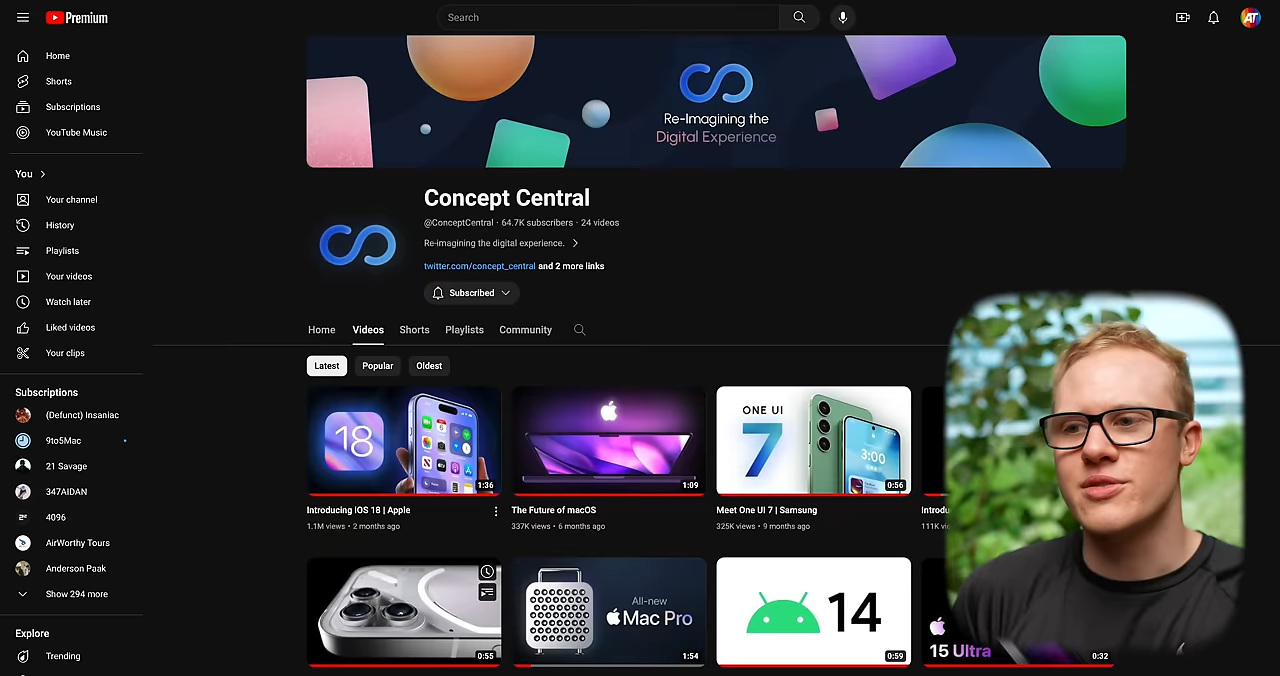 Premium
Search
AT
Home
Shorts
Subscriptions
YouTube Music
You
Your channel
History
Playlists
Your videos
Watch later
Liked videos
Your clips
Subscriptions
(Defunct) Insaniac
9to5Mac
21 Savage
347AIDAN
4096
AirWorthy Tours
Anderson Paak
Show 294 more
Explore
Trending
Re-Imagining the
Digital Experience
Concept Central
@ConceptCentral · 64.7K subscribers · 24 videos
Re-imagining the digital experience.
twitter.com/concept_central and 2 more links
Subscribed
Home Videos Shorts Playlists Community
Latest Popular Oldest
18
1:36
Introducing iOS 18 | Apple
1.1M views · 2 months ago
1:09
The Future of macOS
337K views · 6 months ago
ONE UI
7
3:00
0:56
Meet One UI 7 | Samsung
325K views · 9 months ago
111K
0:55
All-new
Mac Pro
1:54
14
0:59
15 Ultra
0:32